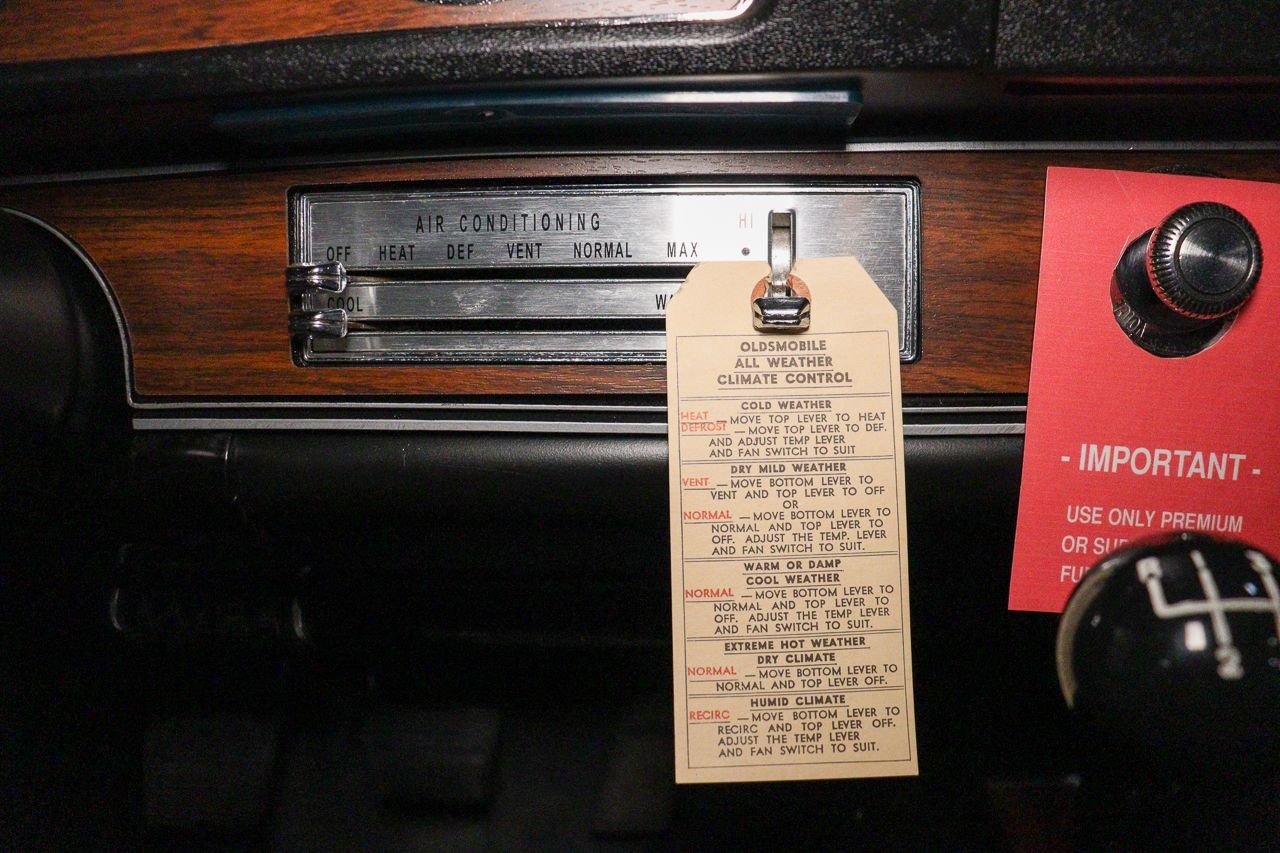 AIR CONDITIONING
HI
OFF HEAT DEF VENT NORMAL MAX
COOL
OLDSMOBILE
ALL WEATHER
CLIMATE CONTROL
COLD WEATHER
HEAT — MOVE TOP LEVER TO HEAT
DEFROST — MOVE TOP LEVER TO DEF.
AND ADJUST TEMP LEVER
AND FAN SWITCH TO SUIT
DRY MILD WEATHER
VENT — MOVE BOTTOM LEVER TO
VENT AND TOP LEVER TO OFF
OR
NORMAL — MOVE BOTTOM LEVER TO
NORMAL AND TOP LEVER TO
OFF. ADJUST THE TEMP. LEVER
AND FAN SWITCH TO SUIT.
WARM OR DAMP
COOL WEATHER
NORMAL — MOVE BOTTOM LEVER TO
NORMAL AND TOP LEVER TO
OFF. ADJUST THE TEMP LEVER
AND FAN SWITCH TO SUIT.
EXTREME HOT WEATHER
DRY CLIMATE
NORMAL — MOVE BOTTOM LEVER TO
NORMAL AND TOP LEVER OFF.
HUMID CLIMATE
RECIRC — MOVE BOTTOM LEVER TO
RECIRC AND TOP LEVER OFF.
ADJUST THE TEMP LEVER
AND FAN SWITCH TO SUIT.
- IMPORTANT -
USE ONLY PREMIUM
OR
R 1 3
2